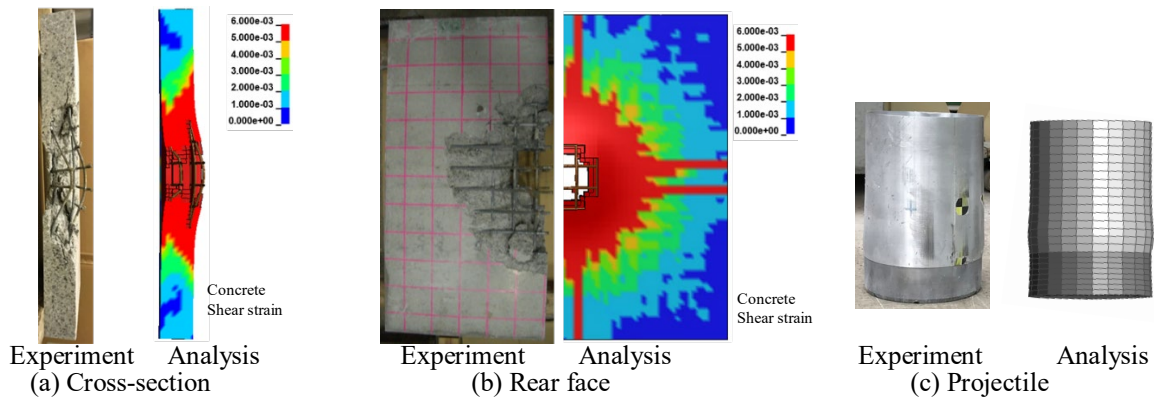 6.000e-03
5.000e-03
4.000e-03
3.000e-03
2.000e-03
1.000e-03
0.000e+00
Concrete
Shear strain
Experiment Analysis
(a) Cross-section
6.000e-03
5.000e-03
4.000e-03
3.000e-03
2.000e-03
1.000e-03
0.000e+00
Concrete
Shear strain
Experiment Analysis
(b) Rear face
Experiment Analysis
(c) Projectile